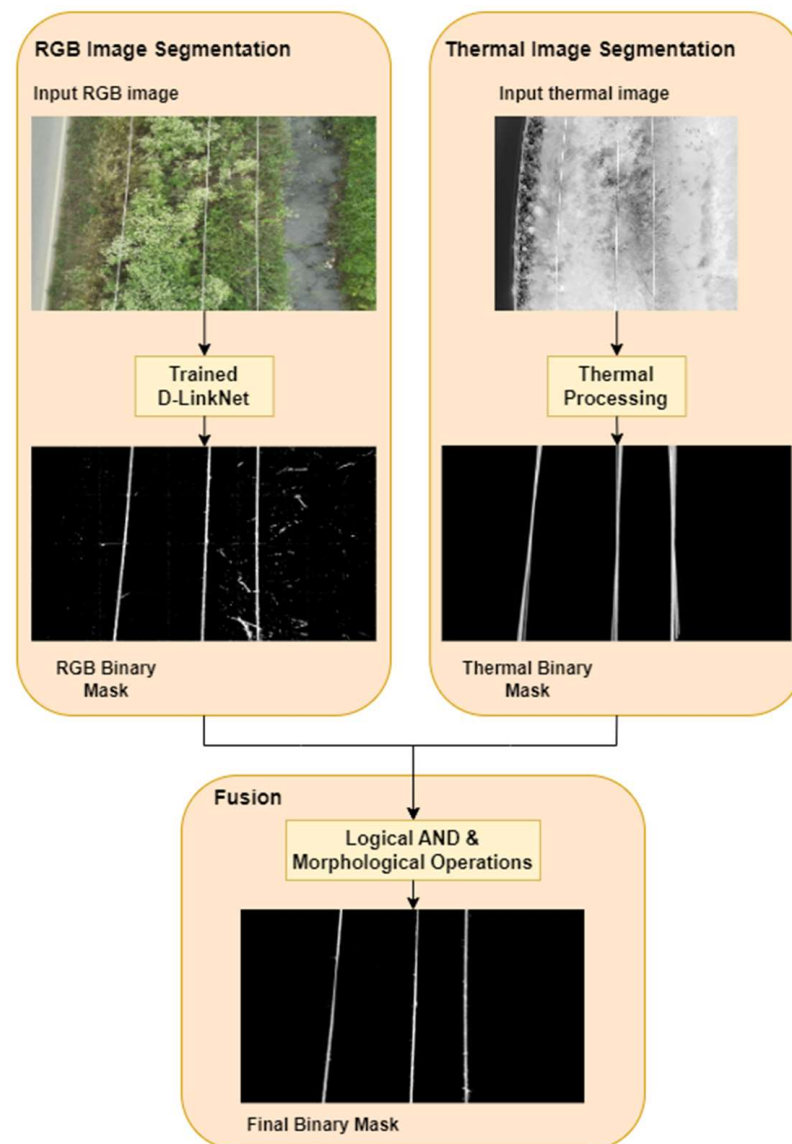 RGB Image Segmentation
Input RGB image
Trained
D-LinkNet
RGB Binary
Mask
Thermal Image Segmentation
Input thermal image
Thermal
Processing
Thermal Binary
Mask
Fusion
Logical AND &
Morphological Operations
Final Binary Mask